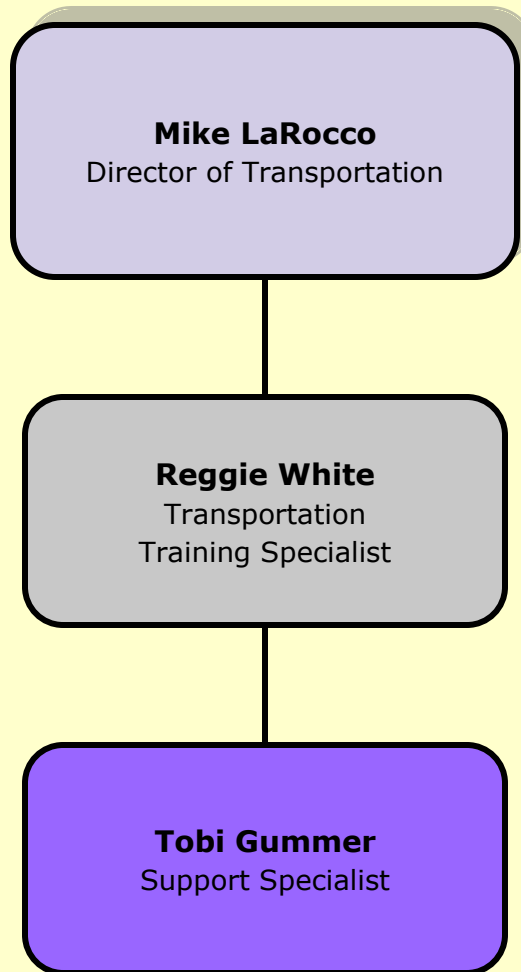 Mike LaRocco
Director of Transportation
Reggie White
Transportation
Training Specialist
Tobi Gummer
Support Specialist